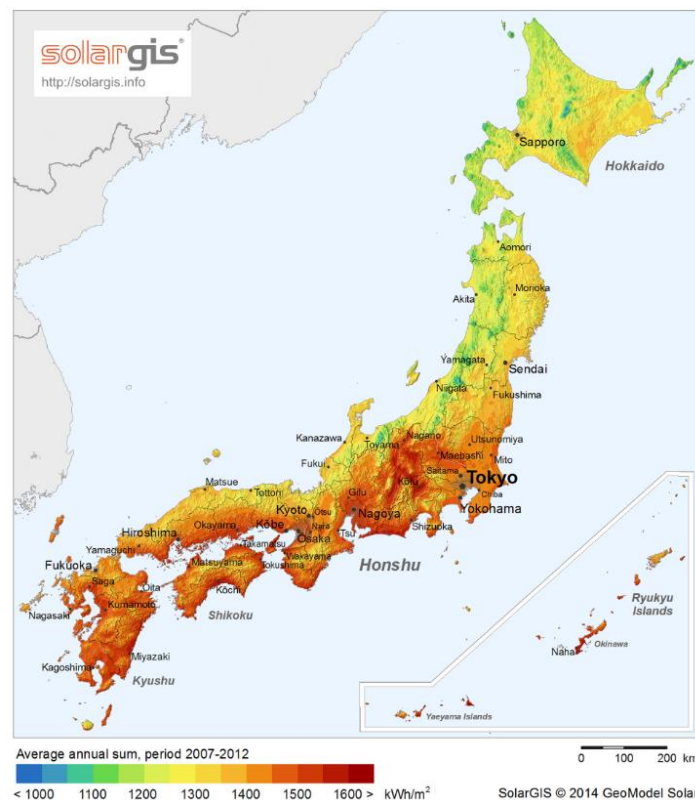 solargis
http://solargis.info
Sapporo
Hokkaido
Aomori
Akita
Morioka
Yamagata
Sendai
Niigata
Fukushima
Kanazawa
Toyama
Nagano
Utsunomiya
Maebashi
Mito
Fukui
Saitama
Tokyo
Matsue
Tottori
Gifu
Kofu
Chiba
Kyoto
Otsu
Yokohama
Okayama
Kōbe
Nara
Nagoya
Hiroshima
Osaka
Tsu
Shizuoka
Takamatsu
Yamaguchi
Wakayama
Honshu
Fukuoka
Matsuyama
Tokushima
Saga
Oita
Kōchi
Ryukyu
Islands
Nagasaki
Kumamoto
Shikoku
Okinawa
Naha
Miyazaki
Kagoshima
Kyushu
Yaeyama Islands
Average annual sum, period 2007-2012
0 100 200 km
< 1000 1100 1200 1300 1400 1500 1600 > kWh/m²
SolarGIS © 2014 GeoModel Solar